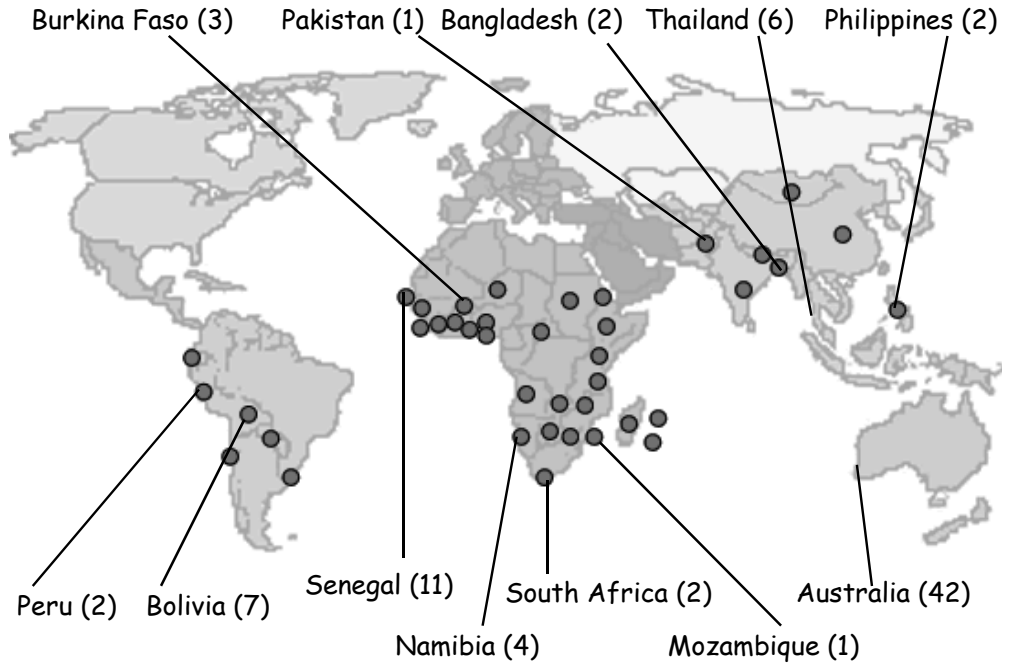 Burkina Faso (3)
Pakistan (1)
Bangladesh (2)
Thailand (6)
Philippines (2)
Senegal (11)
South Africa (2)
Australia (42)
Peru (2)
Bolivia (7)
Namibia (4)
Mozambique (1)